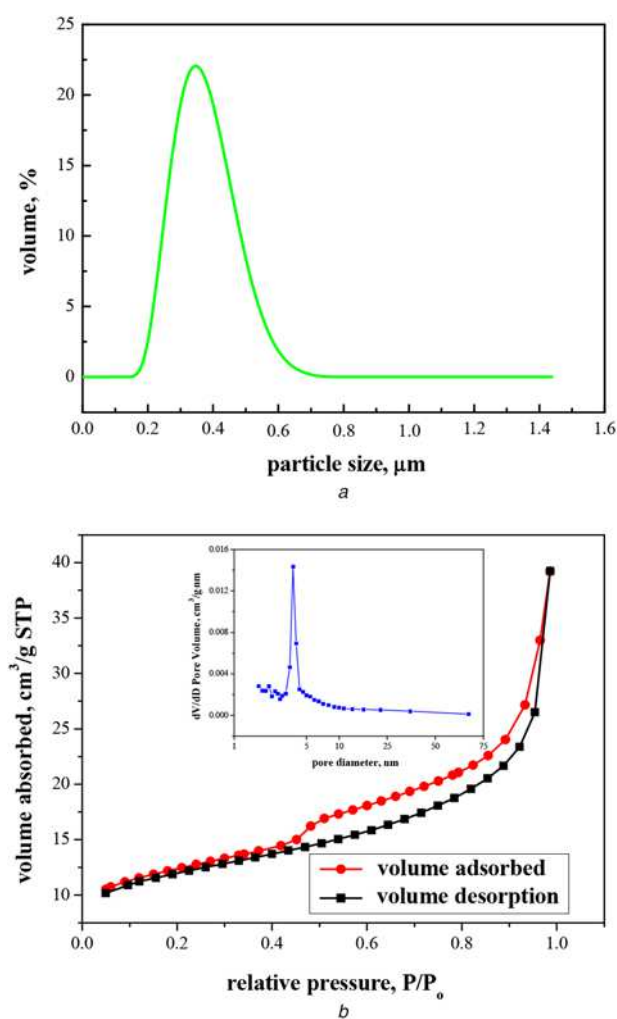 25
20
15
10
5
0
volume, %
0.0 0.2 0.4 0.6 0.8 1.0 1.2 1.4 1.6
particle size, μm
a
40
35
30
25
20
15
10
volume absorbed, cm³/g STP
0.016
0.012
0.008
0.004
0.000
dV/dD Pore Volume, cm³/gnm
1 5 10 50 75
pore diameter, um
volume adsorbed
volume desorption
0.0 0.2 0.4 0.6 0.8 1.0
relative pressure, P/Pₒ
b